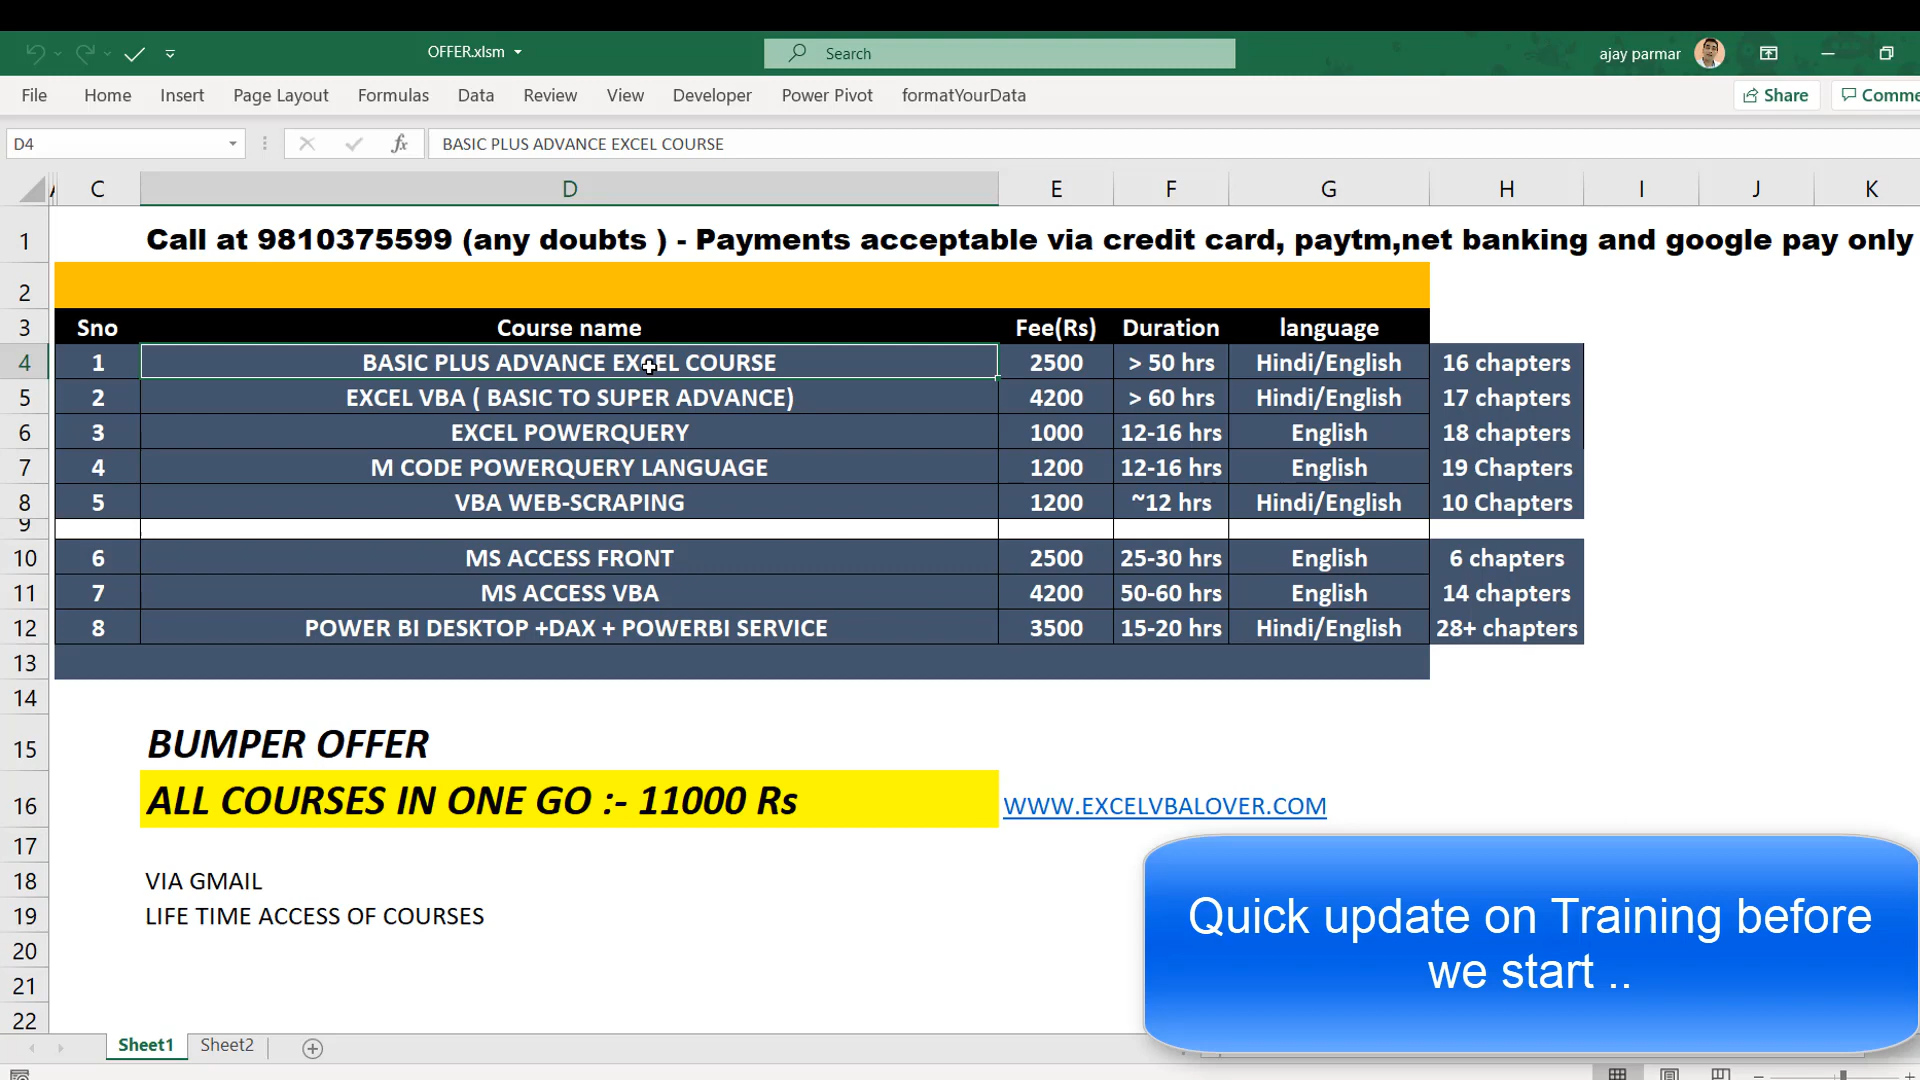 OFFER.xlsm
Search
ajay parmar
File Home Insert Page Layout Formulas Data Review View Developer Power Pivot formatYourData Share Comme
D4 fx BASIC PLUS ADVANCE EXCEL COURSE
C D E F G H I J K
1 Call at 9810375599 (any doubts ) - Payments acceptable via credit card, paytm,net banking and google pay only
2
3 Sno Course name Fee(Rs) Duration language
4 1 BASIC PLUS ADVANCE EXCEL COURSE 2500 > 50 hrs Hindi/English 16 chapters
5 2 EXCEL VBA ( BASIC TO SUPER ADVANCE) 4200 > 60 hrs Hindi/English 17 chapters
6 3 EXCEL POWERQUERY 1000 12-16 hrs English 18 chapters
7 4 M CODE POWERQUERY LANGUAGE 1200 12-16 hrs English 19 Chapters
8 5 VBA WEB-SCRAPING 1200 ~12 hrs Hindi/English 10 Chapters
9
10 6 MS ACCESS FRONT 2500 25-30 hrs English 6 chapters
11 7 MS ACCESS VBA 4200 50-60 hrs English 14 chapters
12 8 POWER BI DESKTOP +DAX + POWERBI SERVICE 3500 15-20 hrs Hindi/English 28+ chapters
13
14
15 BUMPER OFFER
16 ALL COURSES IN ONE GO :- 11000 Rs WWW.EXCELVBALOVER.COM
17
18 VIA GMAIL
19 LIFE TIME ACCESS OF COURSES
20
21
22
Quick update on Training before
we start ..
Sheet1 Sheet2